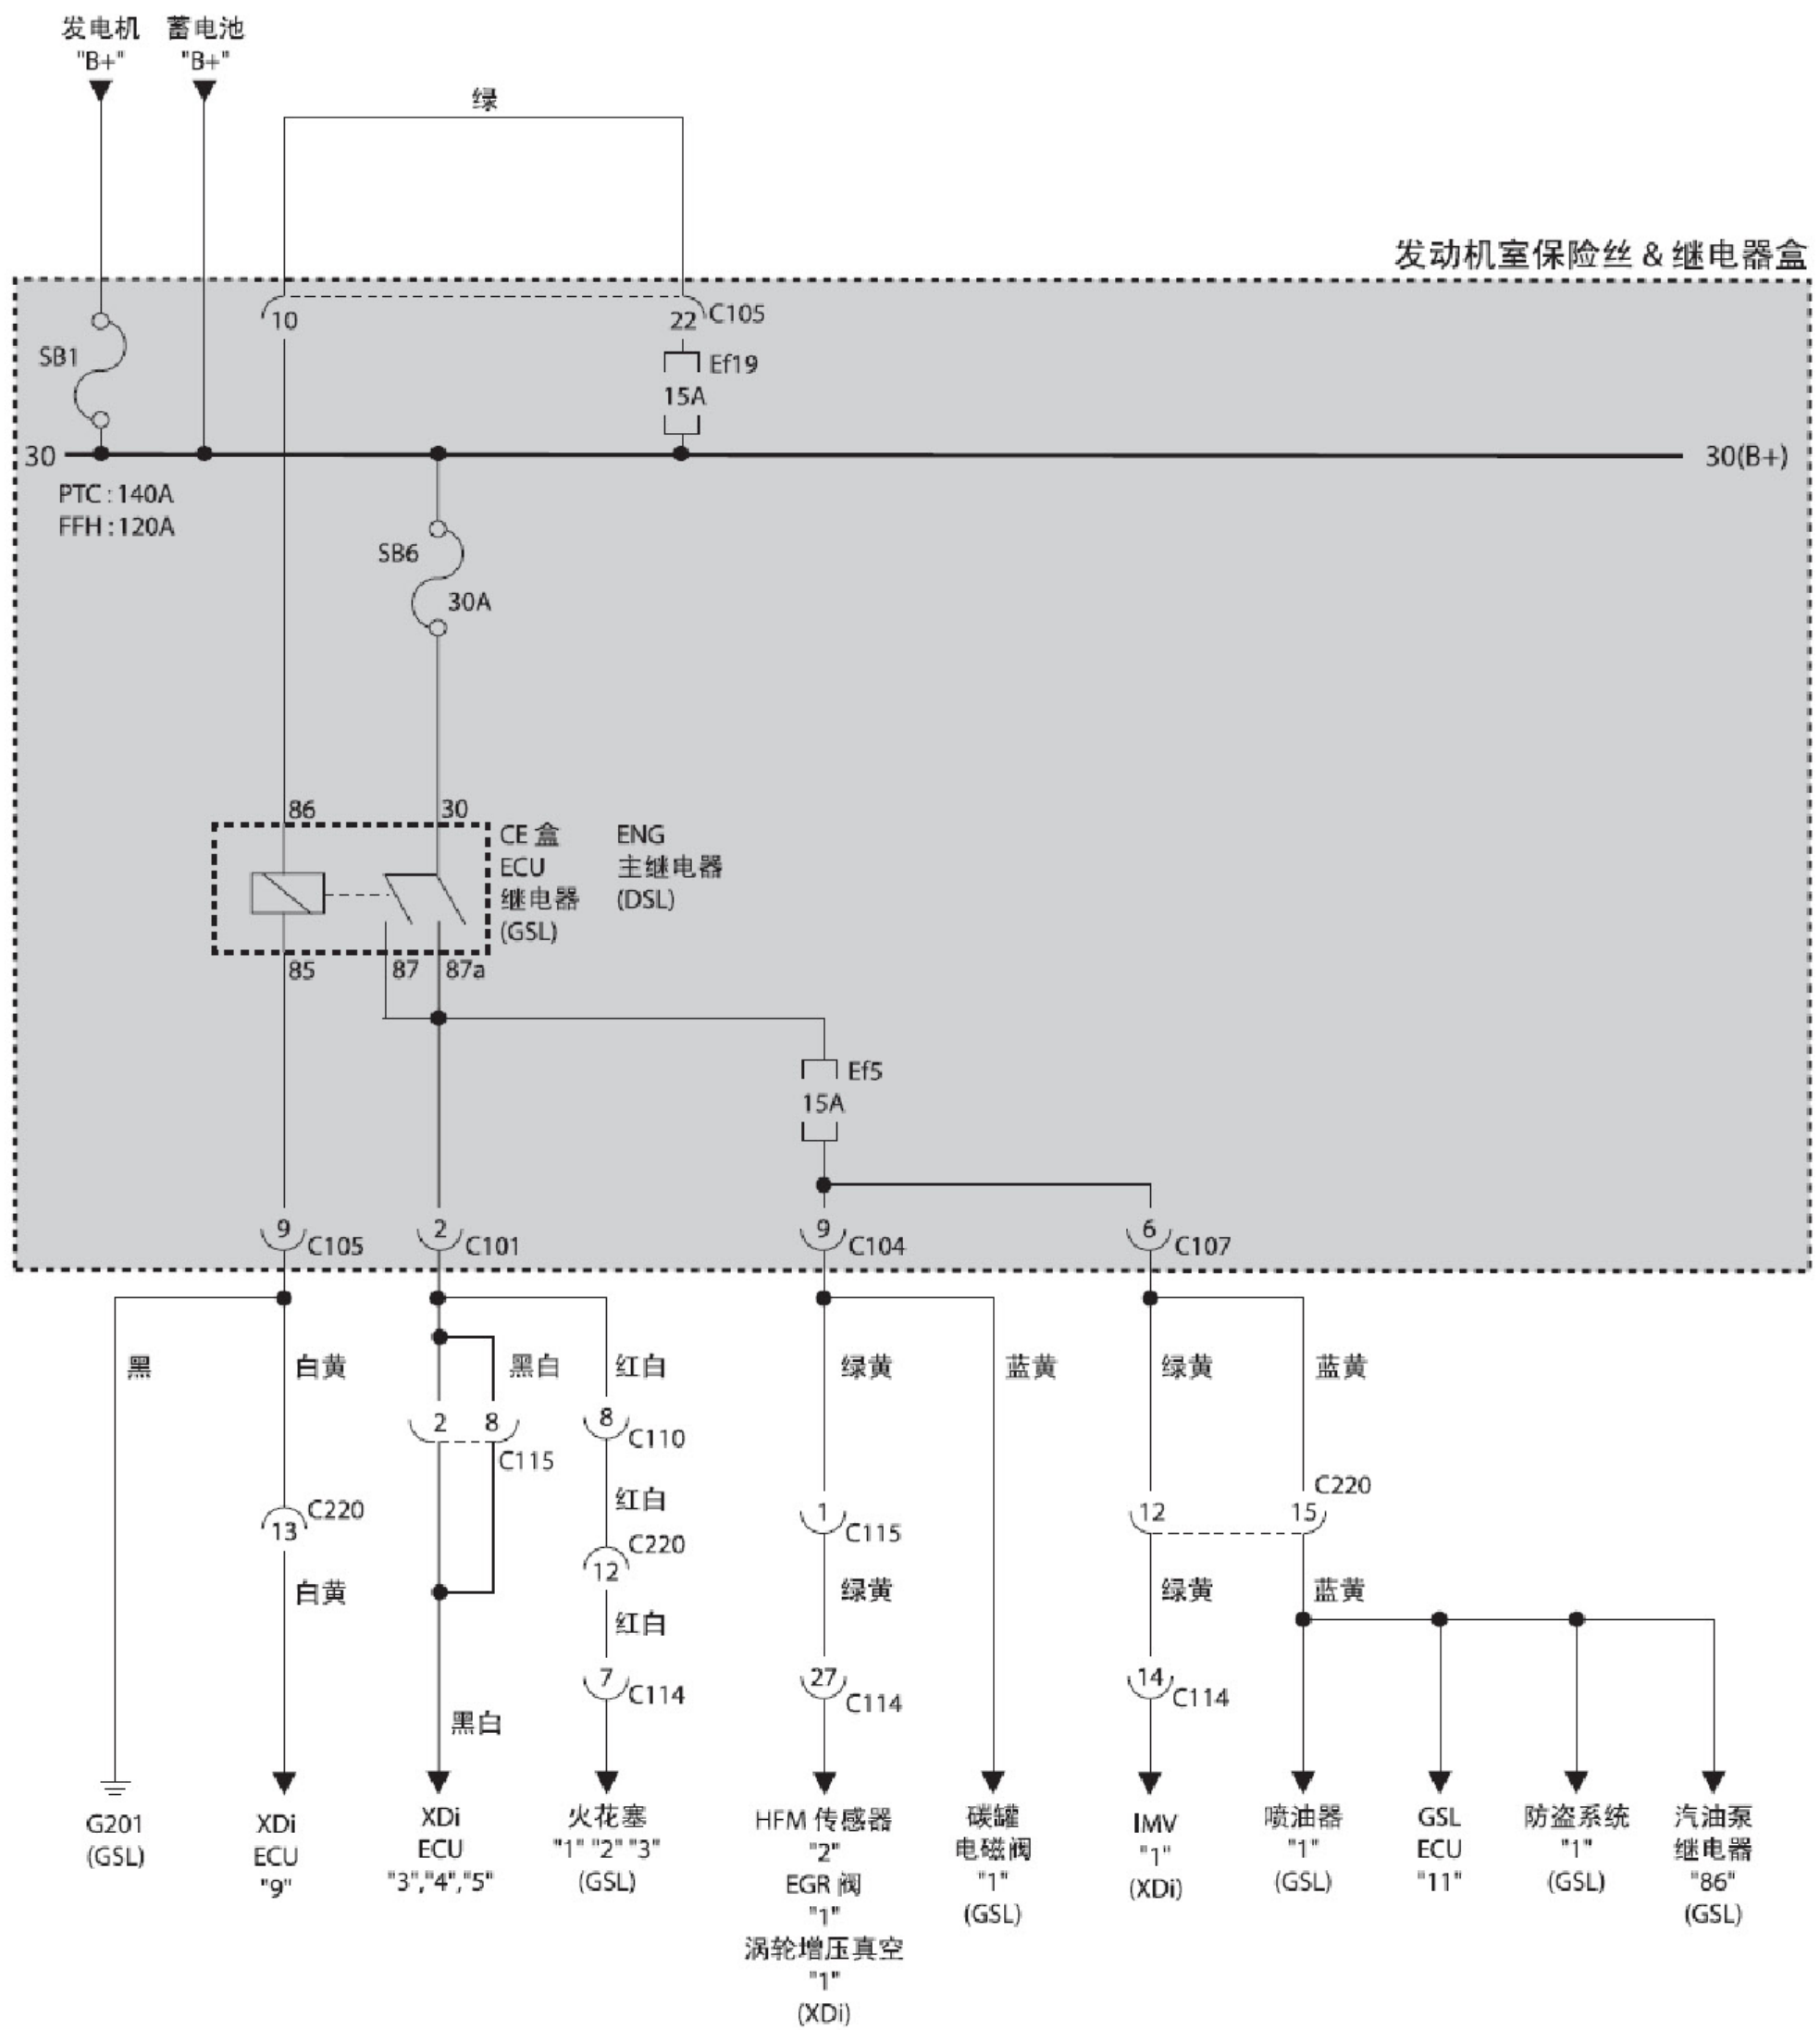 发电机
"B+"
蓄电池
"B+"
绿
发动机室保险丝 & 继电器盒
10
22
C105
SB1
Ef19
15A
30
30(B+)
PTC : 140A
FFH : 120A
SB6
30A
86
30
CE 盒
ECU
继电器
(GSL)
ENG
主继电器
(DSL)
85
87
87a
Ef5
15A
9
C105
2
C101
9
C104
6
C107
黑
白黄
黑白
红白
绿黄
蓝黄
绿黄
蓝黄
2
8
C115
8
C110
红白
C220
13
C220
12
1
C115
C220
12
15
白黄
红白
绿黄
绿黄
蓝黄
7
C114
27
C114
14
C114
黑白
G201
(GSL)
XDi
ECU
"9"
XDi
ECU
"3","4","5"
火花塞
"1" "2" "3"
(GSL)
HFM 传感器
"2"
EGR 阀
"1"
涡轮增压真空
"1"
(XDi)
碳罐
电磁阀
"1"
(GSL)
IMV
"1"
(XDi)
喷油器
"1"
(GSL)
GSL
ECU
"11"
防盗系统
"1"
(GSL)
汽油泵
继电器
"86"
(GSL)